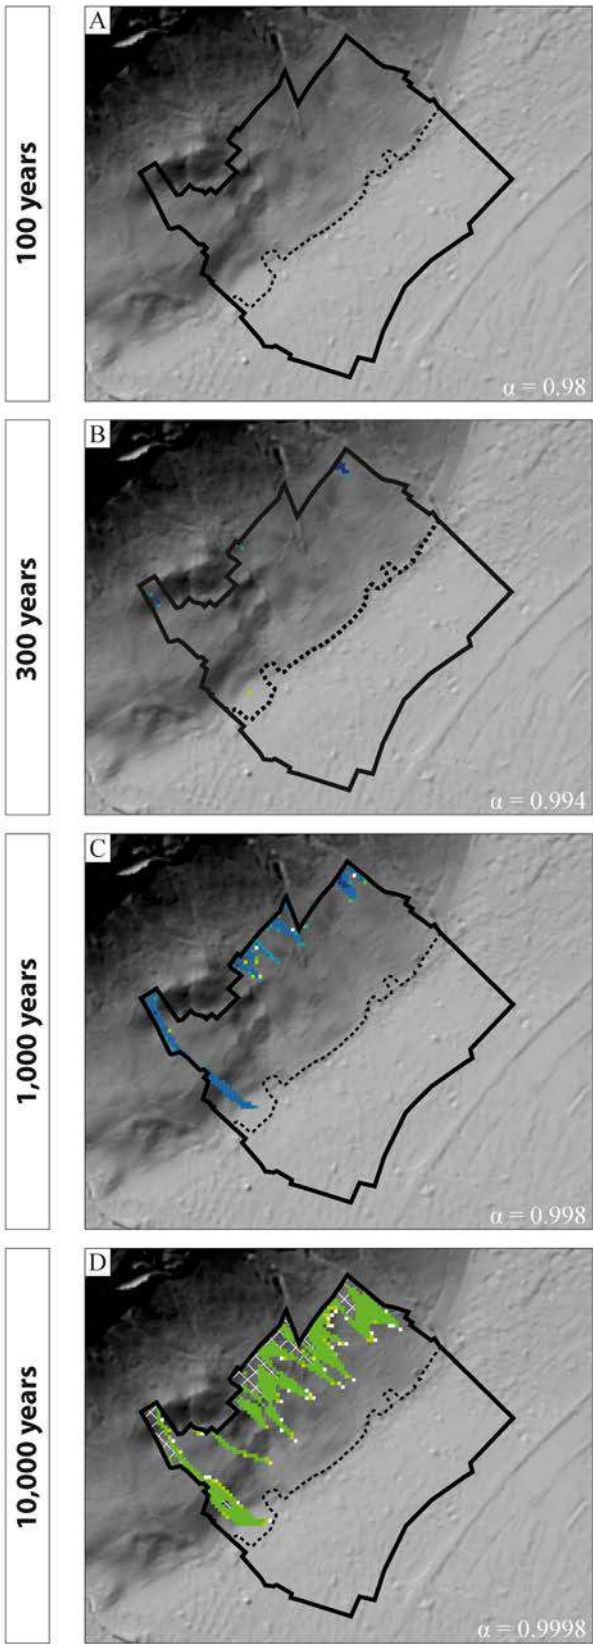 100 years
A
α = 0.98
300 years
B
α = 0.994
1,000 years
C
α = 0.998
10,000 years
D
α = 0.9998